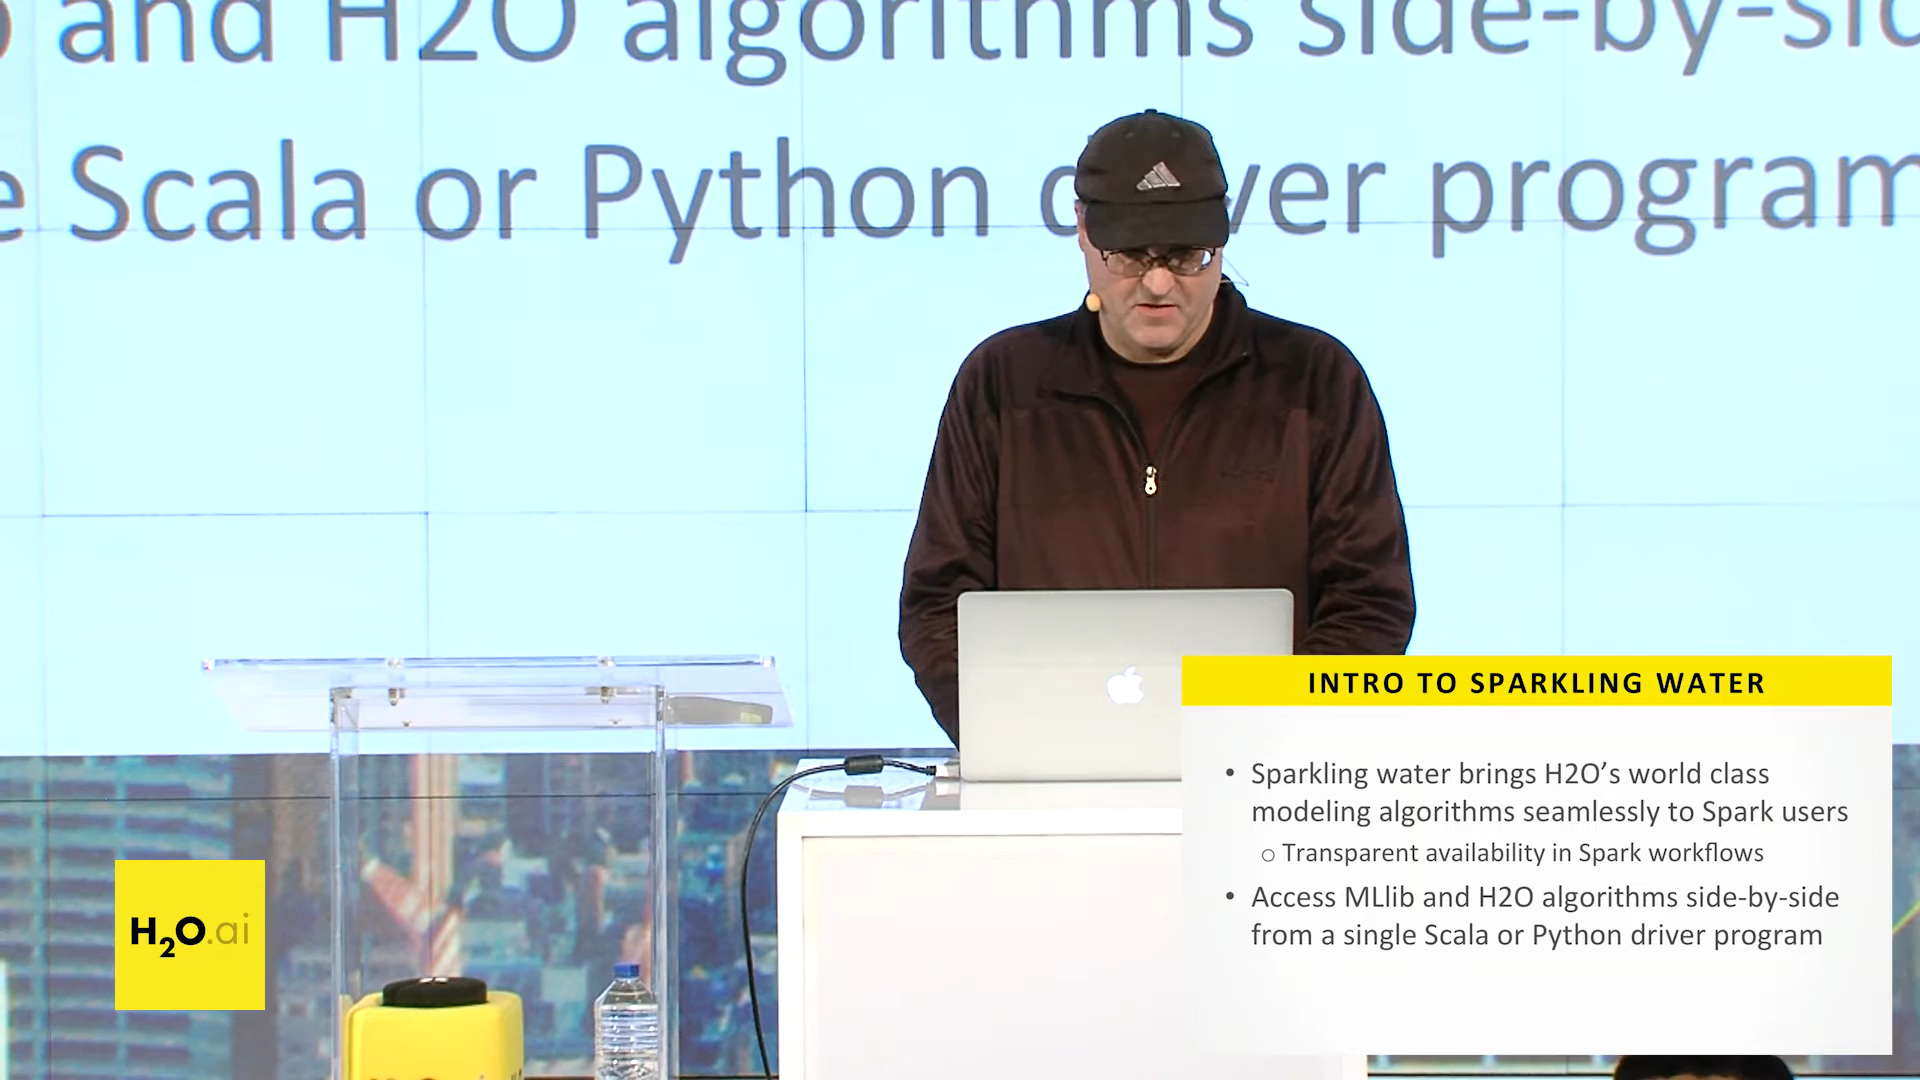 and H2O algorithms side-by-sid
e Scala or Python d ver program
INTRO TO SPARKLING WATER
• Sparkling water brings H2O’s world class
modeling algorithms seamlessly to Spark users
○ Transparent availability in Spark workflows
• Access MLlib and H2O algorithms side-by-side
from a single Scala or Python driver program
H2O.ai